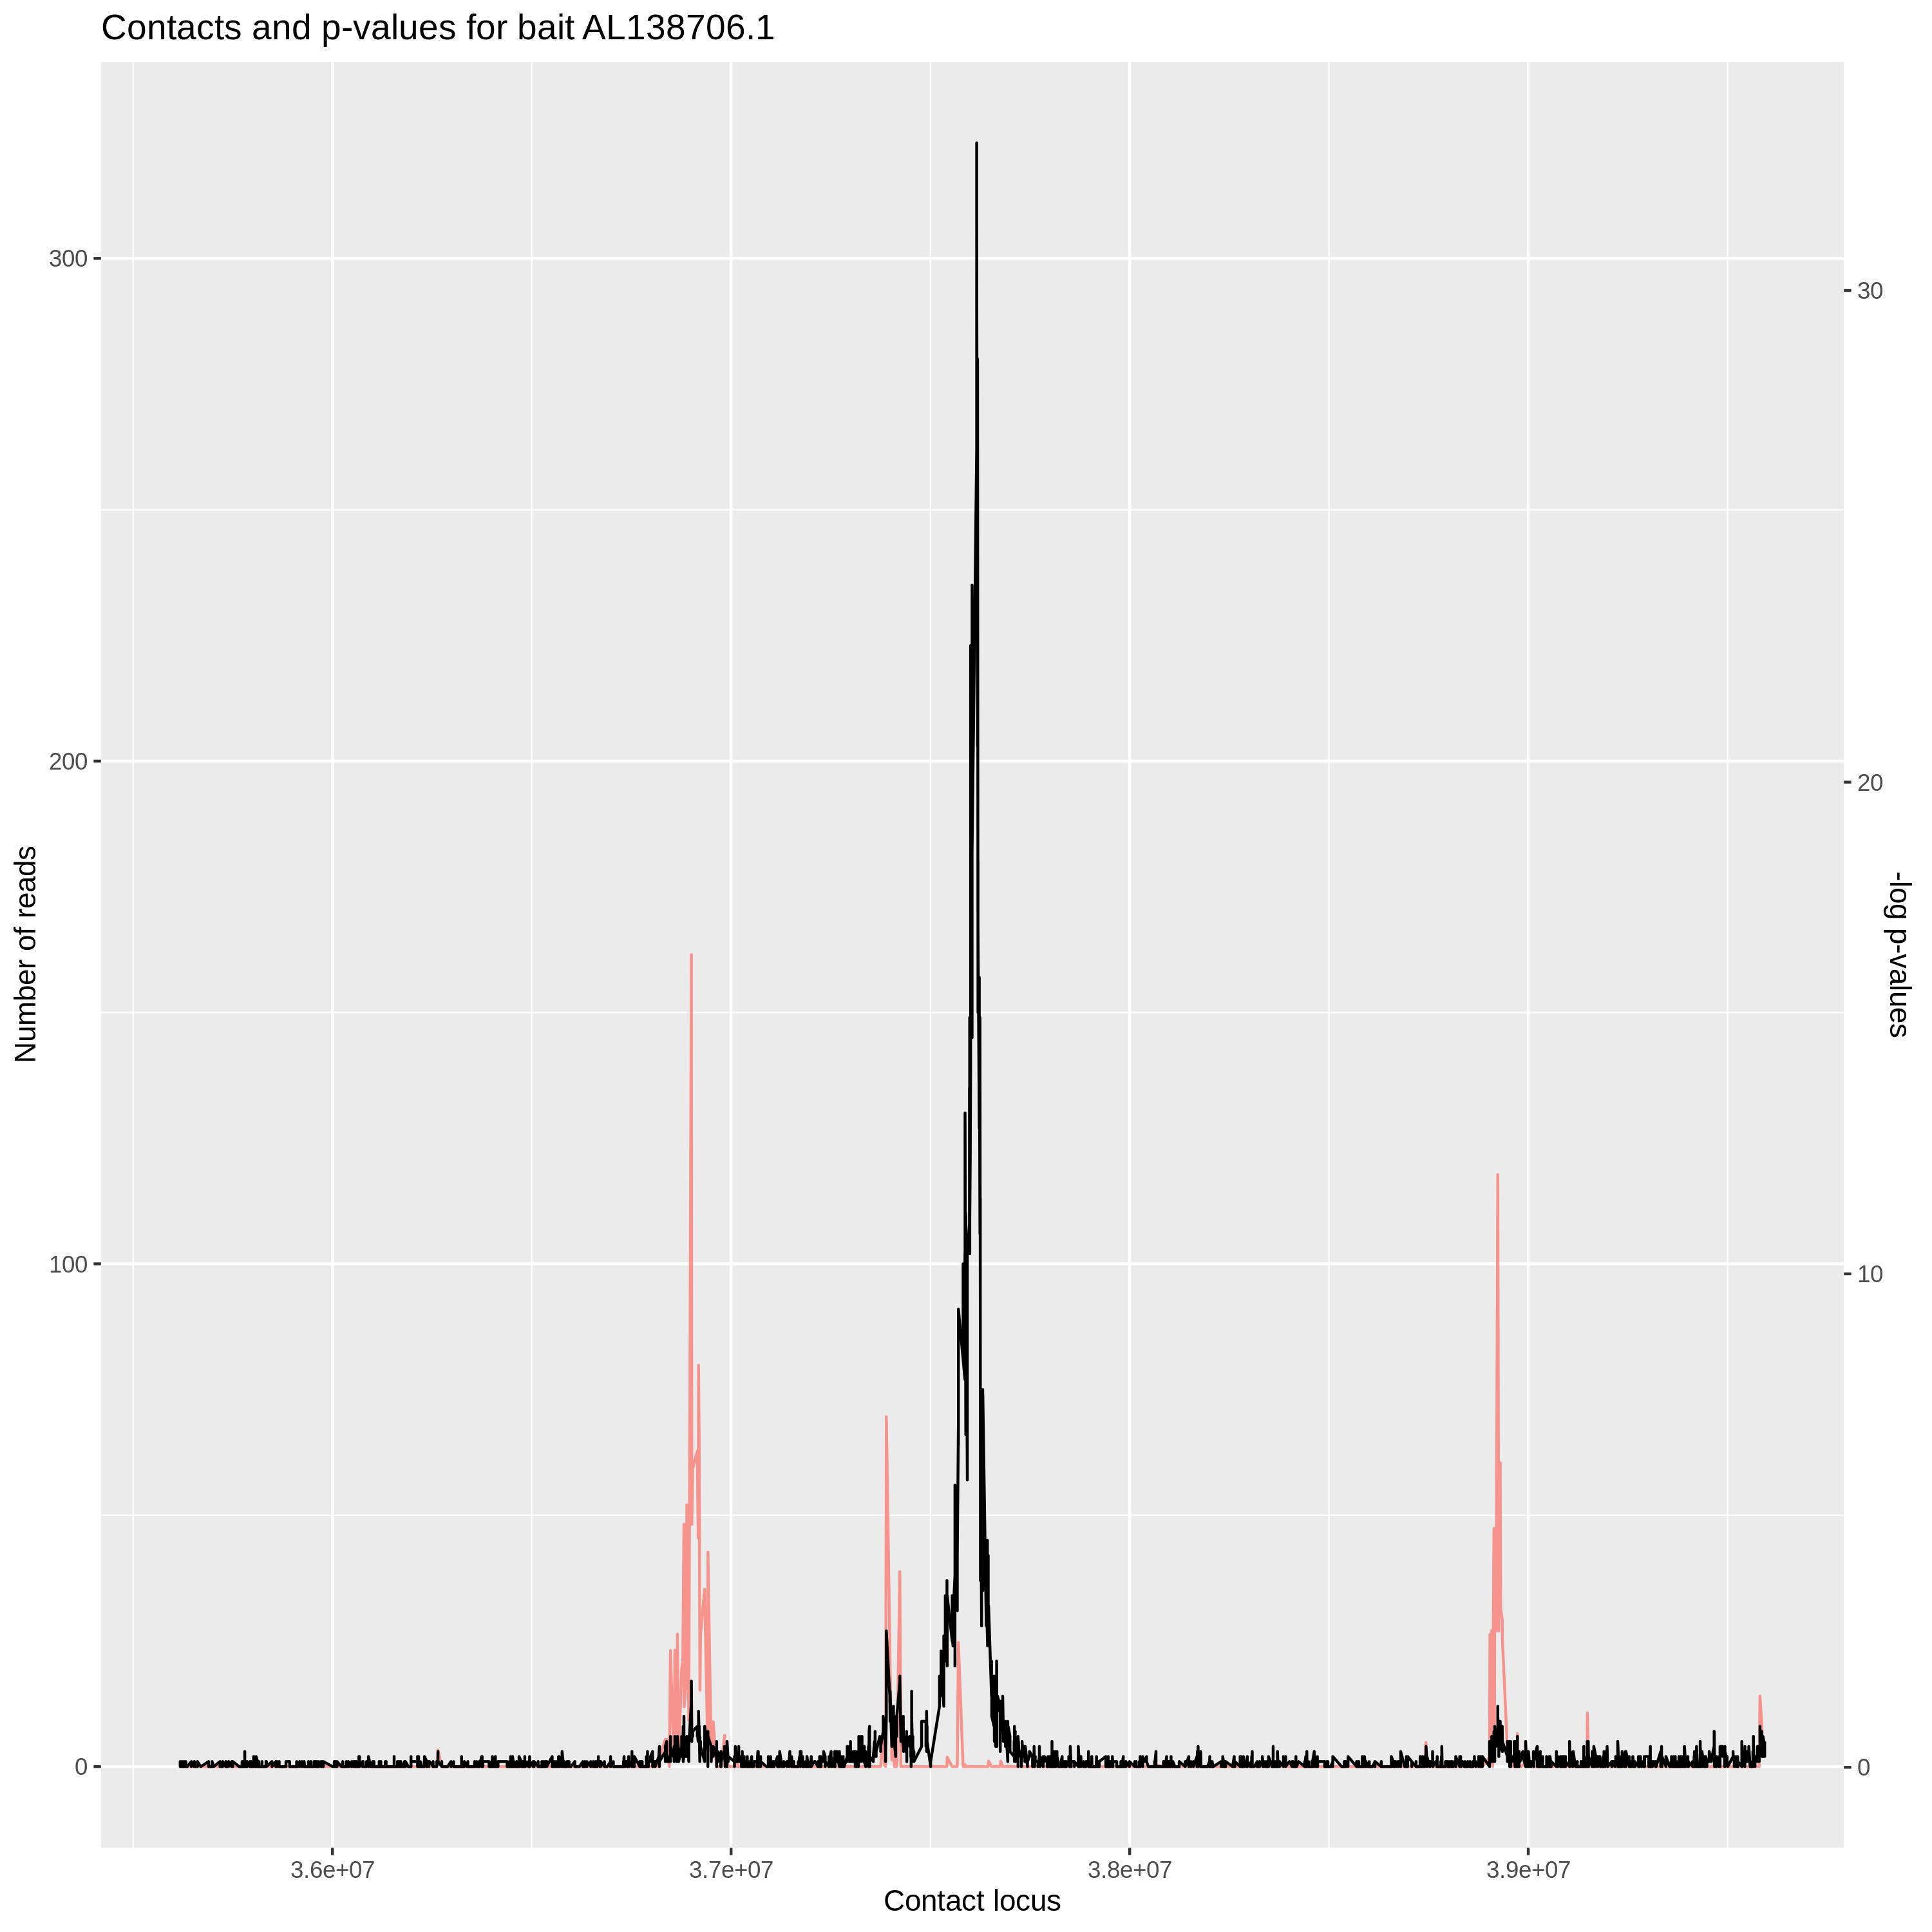 Contacts and p-values for bait AL138706.1
300
200
100
0
Number of reads
30
20
10
0
-log p-values
3.6e+07
3.7e+07
3.8e+07
3.9e+07
Contact locus